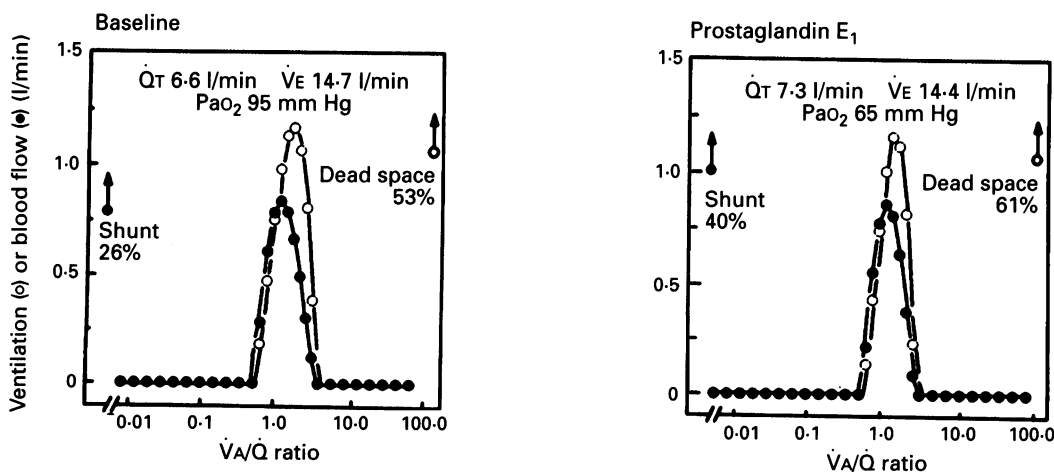 Baseline
Q̇T 6·6 l/min V̇E 14·7 l/min
PaO₂ 95 mm Hg
Ventilation (o) or blood flow (●) (l/min)
1·5
1.0
0·5
0
Shunt
26%
Dead space
53%
0·01 0·1 1.0 10·0 100·0
V̇A/Q̇ ratio
Prostaglandin E₁
Q̇T 7·3 l/min V̇E 14·4 l/min
PaO₂ 65 mm Hg
1·5
1.0
0·5
0
Shunt
40%
Dead space
61%
0·01 0·1 1.0 10·0 100·0
V̇A/Q̇ ratio